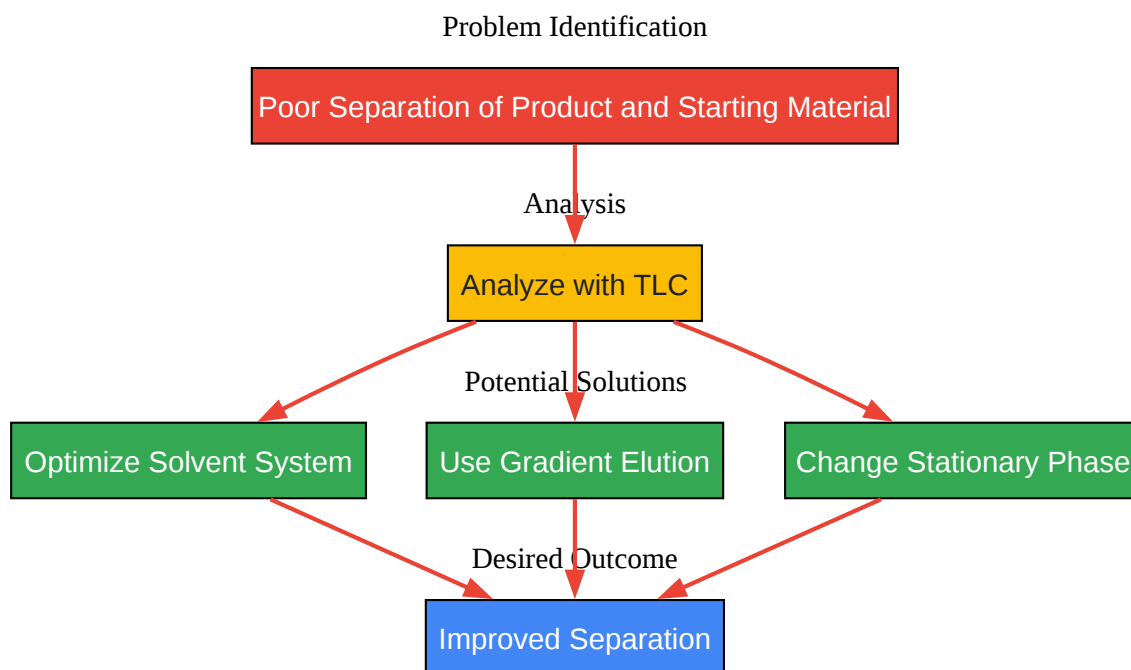 Problem Identification
Poor Separation of Product and Starting Material
Analysis
Analyze with TLC
Potential Solutions
Optimize Solvent System
Use Gradient Elution
Change Stationary Phase
Desired Outcome
Improved Separation